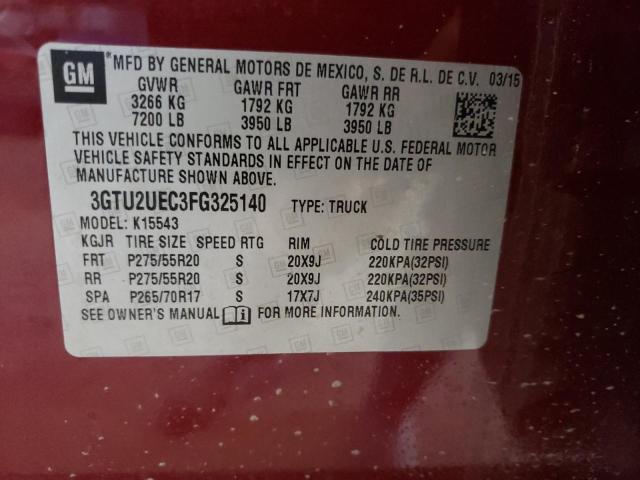 GM *MFD BY GENERAL MOTORS DE MEXICO, S. DE R.L. DE C.V. 03/15
GVWR GAWR FRT GAWR RR
3266 KG 1792 KG 1792 KG
7200 LB 3950 LB 3950 LB
THIS VEHICLE CONFORMS TO ALL APPLICABLE U.S. FEDERAL MOTOR
VEHICLE SAFETY STANDARDS IN EFFECT ON THE DATE OF
MANUFACTURE SHOWN ABOVE.
3GTU2UEC3FG325140 TYPE: TRUCK
MODEL: K15543
KGJR TIRE SIZE SPEED RTG RIM COLD TIRE PRESSURE
FRT P275/55R20 S 20X9J 220KPA(32PSI)
RR P275/55R20 S 20X9J 220KPA(32PSI)
SPA P265/70R17 S 17X7J 240KPA(35PSI)
SEE OWNER'S MANUAL i FOR MORE INFORMATION.